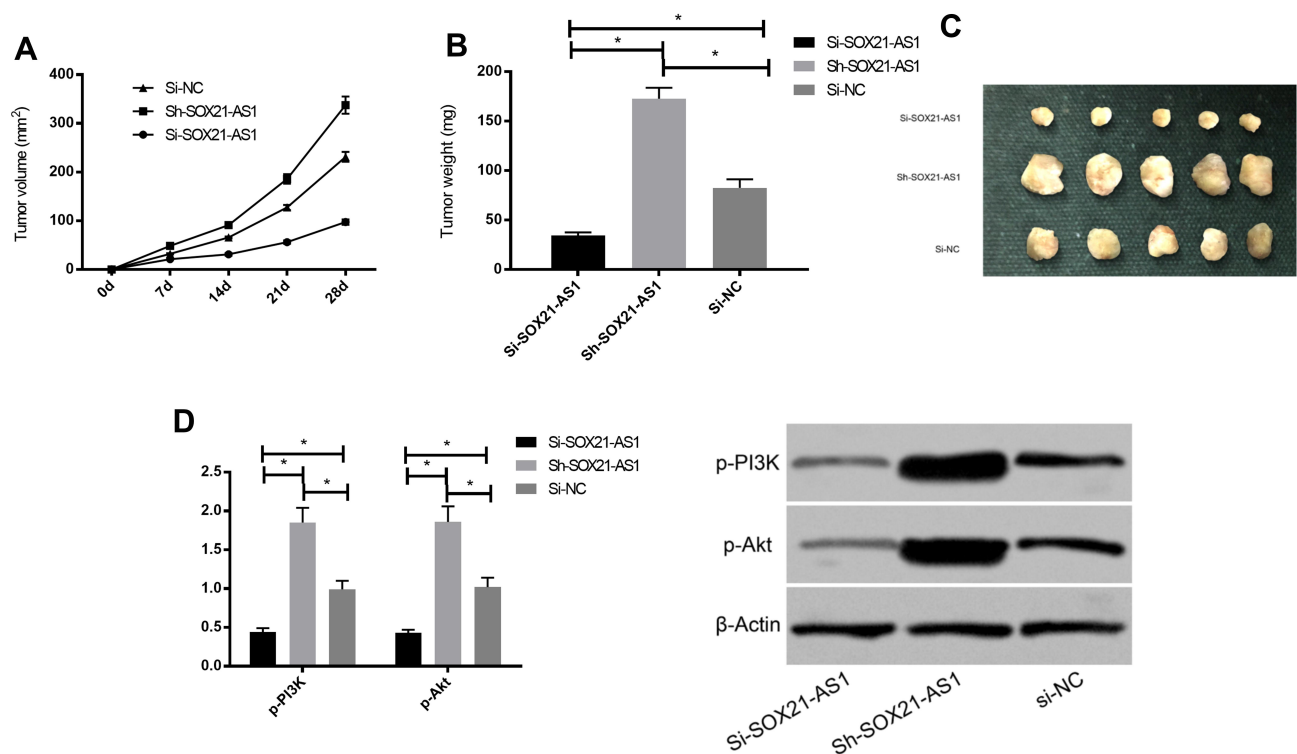 A
Tumor volume (mm²)
400
300
200
100
0
Si-NC
Sh-SOX21-AS1
Si-SOX21-AS1
0d
7d
14d
21d
28d
B
Tumor weight (mg)
200
150
100
50
0
*
*
*
Si-SOX21-AS1
Sh-SOX21-AS1
Si-NC
Si-SOX21-AS1
Sh-SOX21-AS1
Si-NC
C
Si-SOX21-AS1
Sh-SOX21-AS1
Si-NC
D
2.5
2.0
1.5
1.0
0.5
0.0
*
*
*
*
*
*
p-PI3K
p-Akt
Si-SOX21-AS1
Sh-SOX21-AS1
Si-NC
p-PI3K
p-Akt
β-Actin
Si-SOX21-AS1
Sh-SOX21-AS1
si-NC